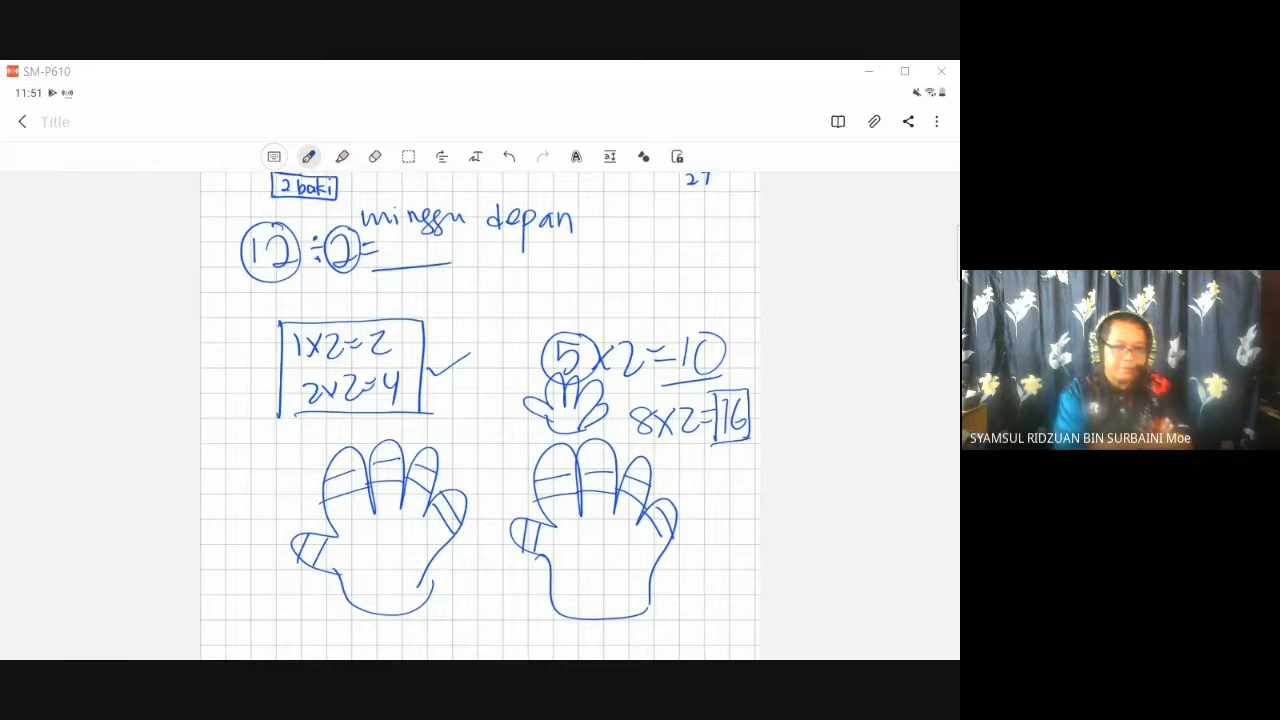 SM-P610
11:51
Title
2 baki
27
minggu depan
12 ÷ 2 =
1x2=2
2x2=4
5x2=10
8x2=16
SYAMSUL RIDZUAN BIN SURBAINI Moe